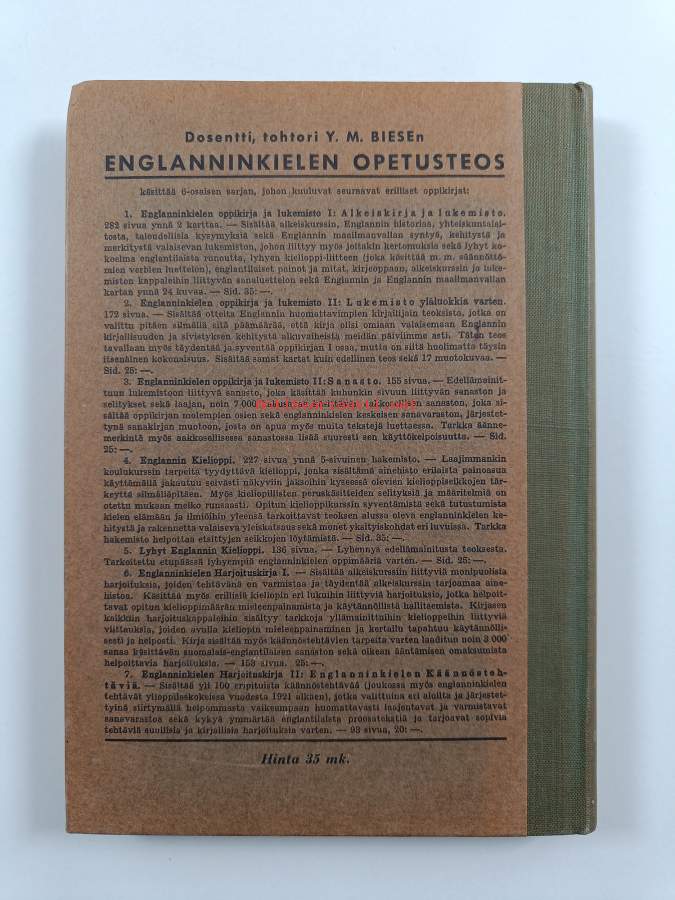 Dosentti, tohtori Y. M. BIESEn
ENGLANNINKIELEN OPETUSTEOS
käsittää 6-osaisen sarjan, johon kuuluvat seuraavat erilliset oppikirjat:
1. Englanninkielen oppikirja ja lukemisto I: Alkeiskirja ja lukemisto.
282 sivua ynnä 2 karttaa. — Sisältää alkeiskurssin, Englannin historiaa, yhteiskuntalai-
tosta, taloudellisia kysymyksiä sekä Englannin maailmanvallan syntyä, kehitystä ja
merkitystä valaisevan lukemiston, johon liittyy myös joitakin kertomuksia sekä lyhyt ko-
koelma englantilaista runoutta, lyhyen kielioppi-liitteen (joka käsittää m. m. säännöttö-
mien verbien luettelon), englantilaiset painot ja mitat, kirjeoppaan, alkeiskurssin ja luke-
miston kappaleihin liittyvän sanaluettelon sekä Englannin ja Englannin maailmanvallan
kartan ynnä 24 kuvaa. — Sid. 35: —.
2. Englanninkielen oppikirja ja lukemisto II: Lukemisto yläluokkia varten.
172 sivua. — Sisältää otteita Englannin huomattavimpien kirjailijain teoksista, jotka on
valittu pitäen silmällä sitä päämäärää, että kirja olisi omiaan valaisemaan Englannin
kirjallisuuden ja sivistyksen kehitystä alkuvaiheista meidän päiviimme asti. Täten teos
tavallaan myös täydentää ja syventää oppikirjan I osaa, mutta on siitä huolimatta täysin
itsenäinen kokonaisuus. Sisältää samat kartat kuin edellinen teos sekä 17 muotokuvaa. —
Sid. 25: —.
3. Englanninkielen oppikirja ja lukemisto II: Sanasto. 155 sivua. — Edellämainit-
tuun lukemistoon liittyvä sanasto, joka käsittää kuhunkin sivuun liittyvän sanaston ja
selitykset sekä laajan, noin 7 000 hakusanaa käsittävän aakkosellisen sanaston, joka si-
sältää oppikirjan molempien osien sekä englanninkielen keskeisen sanavaraston, järjestet-
tynä sanakirjan muotoon, josta on apua myös muita tekstejä luettaessa. Tarkka äänne-
merkintä myös aakkosellisessa sanastossa lisää suuresti sen käyttökelpoisuutta. — Sid.
25: —.
4. Englannin Kielioppi. 227 sivua ynnä 5-sivuinen hakemisto. — Laajimmankin
koulukurssin tarpeita tyydyttävä kielioppi, jonka sisältämä ainehisto erilaista painoasua
käyttämällä jakautuu selvästi näkyviin jaksoihin kyseessä olevien kielioppiseikkojen tär-
keyttä silmälläpitäen. Myös kieliopillisten peruskäsitteiden selityksiä ja määritelmiä on
otettu mukaan melko runsaasti. Opitun kielioppikurssin syventämistä sekä tutustumista
kielen elämään ja ilmiöihin yleensä tarkoittavat teoksen alussa oleva englanninkielen ke-
hitystä ja rakennetta valaiseva yleiskatsaus sekä monet yksityiskohdat eri luvuissa. Tarkka
hakemisto helpottaa etsittyjen seikkojen löytämistä. — Sid. 35: —.
5. Lyhyt Englannin Kielioppi. 136 sivua. — Lyhennys edellämainitusta teoksesta.
Tarkoitettu etupäässä lyhyempiä englanninkielen oppimääriä varten. — Sid. 25: —.
6. Englanninkielen Harjoituskirja I. — Sisältää alkeiskurssiin liittyviä monipuolisia
harjoituksia, joiden tehtävänä on varmistaa ja täydentää alkeiskurssin tarjoamaa aine-
histoa. Käsittää myös erillisiä kieliopin eri lukuihin liittyviä harjoituksia, jotka helpoit-
tavat opitun kielioppimäärän mieleenpainamista ja käytännöllistä hallitsemista. Kirjasen
kaikkiin harjoituskappaleihin sisältyy tarkkoja yllämainittuihin kielioppeihin liittyviä
viittauksia, joiden avulla kieliopin mieleenpainaminen ja kertailu tapahtuu käytännölli-
sesti ja helposti. Kirja sisältää myös käännöstehtävien tarpeita varten laaditun noin 3 000
sanaa käsittävän suomalais-englantilaisen sanaston sekä oikean ääntämisen omaksumista
helpoittavia harjoituksia. — 153 sivua. 25: —.
7. Englanninkielen Harjoituskirja II: Englanninkielen Käännösteh-
täviä. — Sisältää yli 100 eripituista käännöstehtävää (joukossa myös englanninkielen
tehtävät ylioppilaskokeissa vuodesta 1921 alkaen), jotka valittuina eri aloilta ja järjestet-
tyinä siirtymällä helpommasta vaikeampaan huomattavasti laajentavat ja varmistavat
sanavarastoa sekä kykyä ymmärtää englantilaista proosatekstiä ja tarjoavat sopivia
tehtäviä suullisia ja kirjallisia harjoituksia varten. — 93 sivua, 20: —.
Hinta 35 mk.